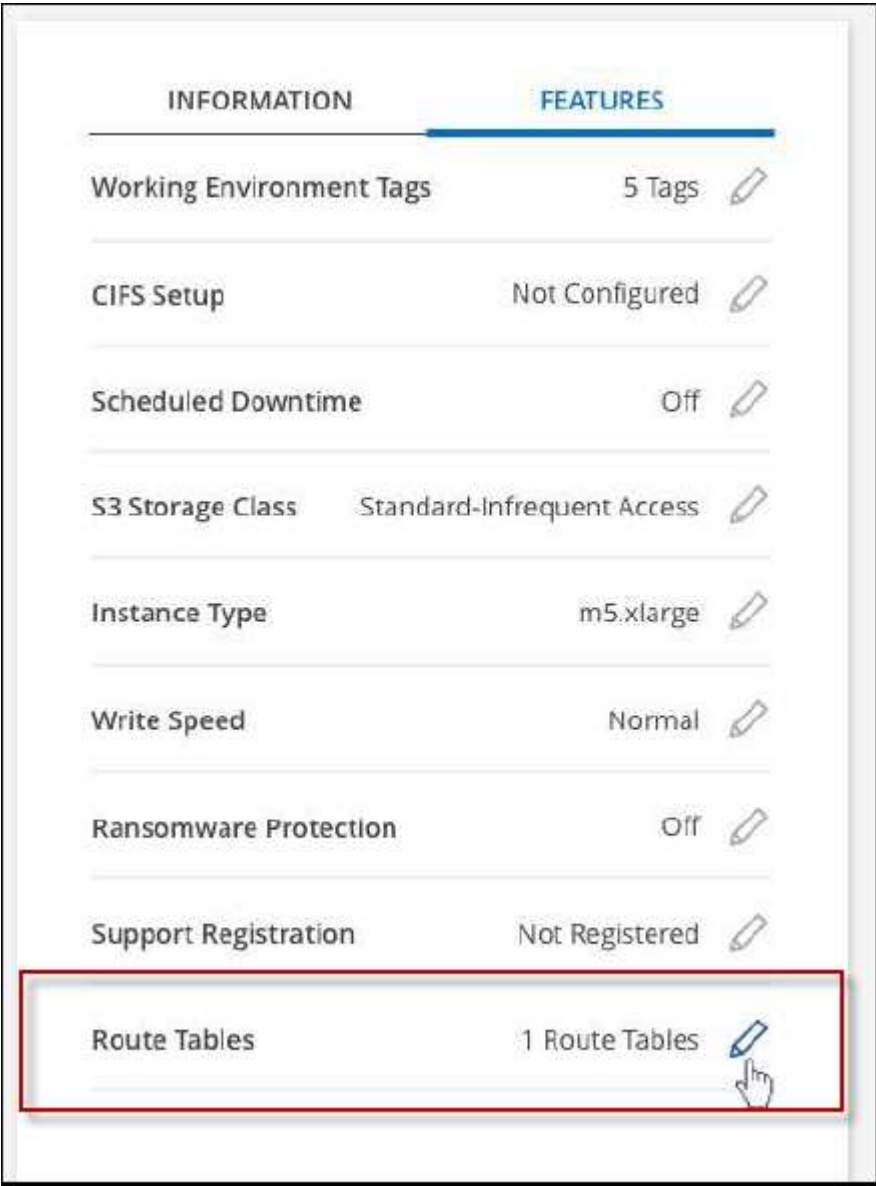 INFORMATION FEATURES
Working Environment Tags 5 Tags
CIFS Setup Not Configured
Scheduled Downtime Off
S3 Storage Class Standard-Infrequent Access
Instance Type m5.xlarge
Write Speed Normal
Ransomware Protection Off
Support Registration Not Registered
Route Tables 1 Route Tables